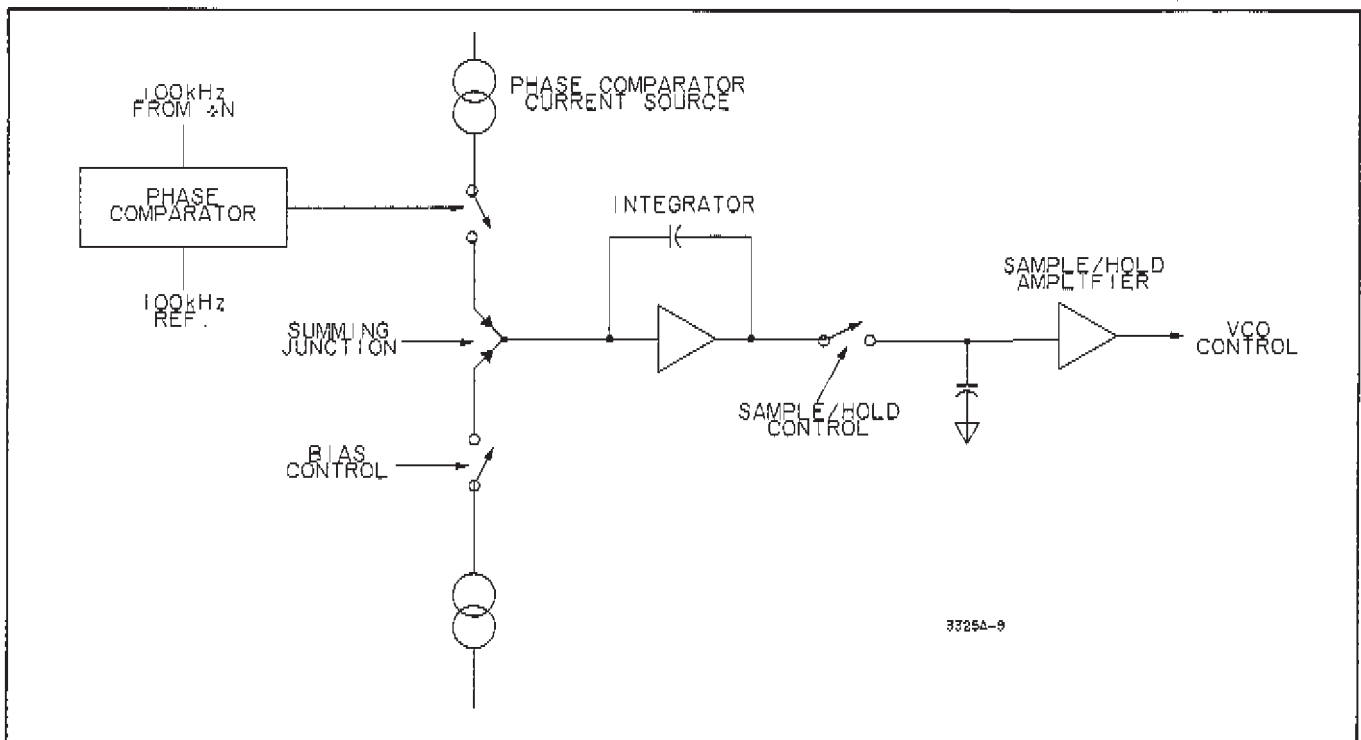 100kHz
FROM ÷N
PHASE
COMPARATOR
100kHz
REF.
PHASE COMPARATOR
CURRENT SOURCE
INTEGRATOR
SUMMING
JUNCTION
SAMPLE/HOLD
AMPLIFIER
VCO
CONTROL
SAMPLE/HOLD
CONTROL
BIAS
CONTROL
3325A-9